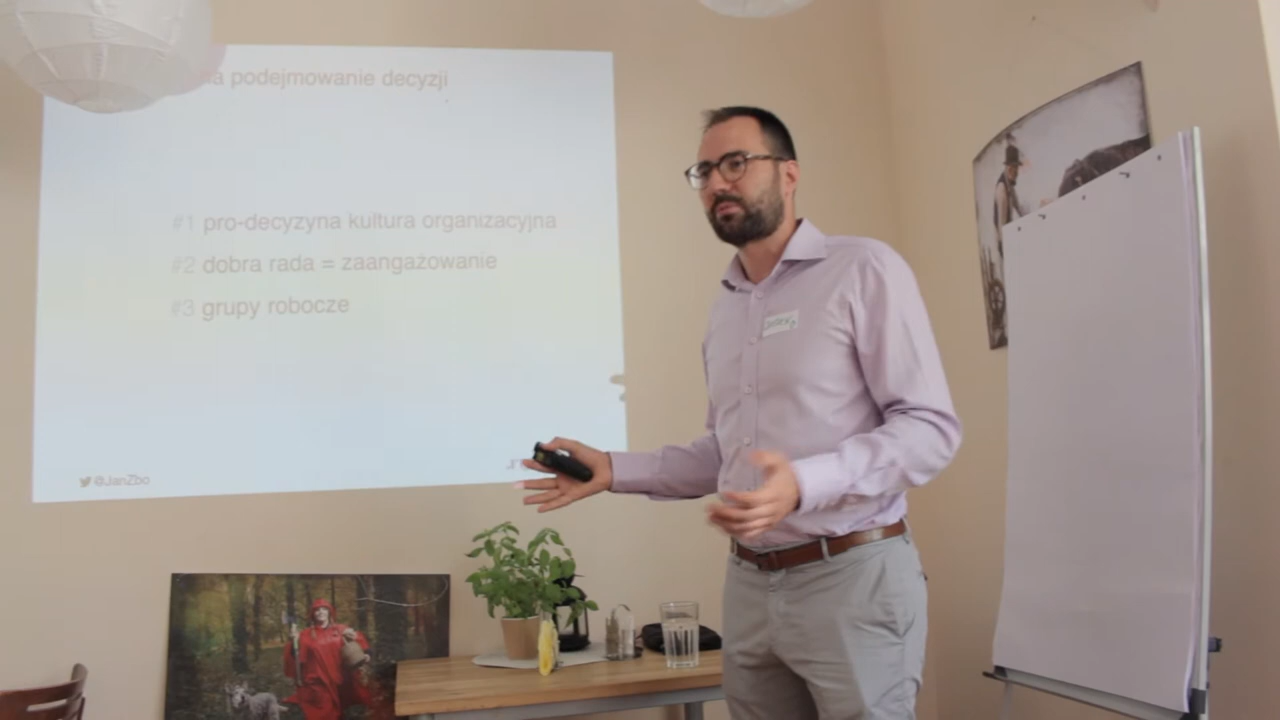 podejmowanie decyzji
#1 pro-decyzyna kultura organizacyjna
#2 dobra rada = zaangażowanie
#3 grupy robocze
@JanZbo